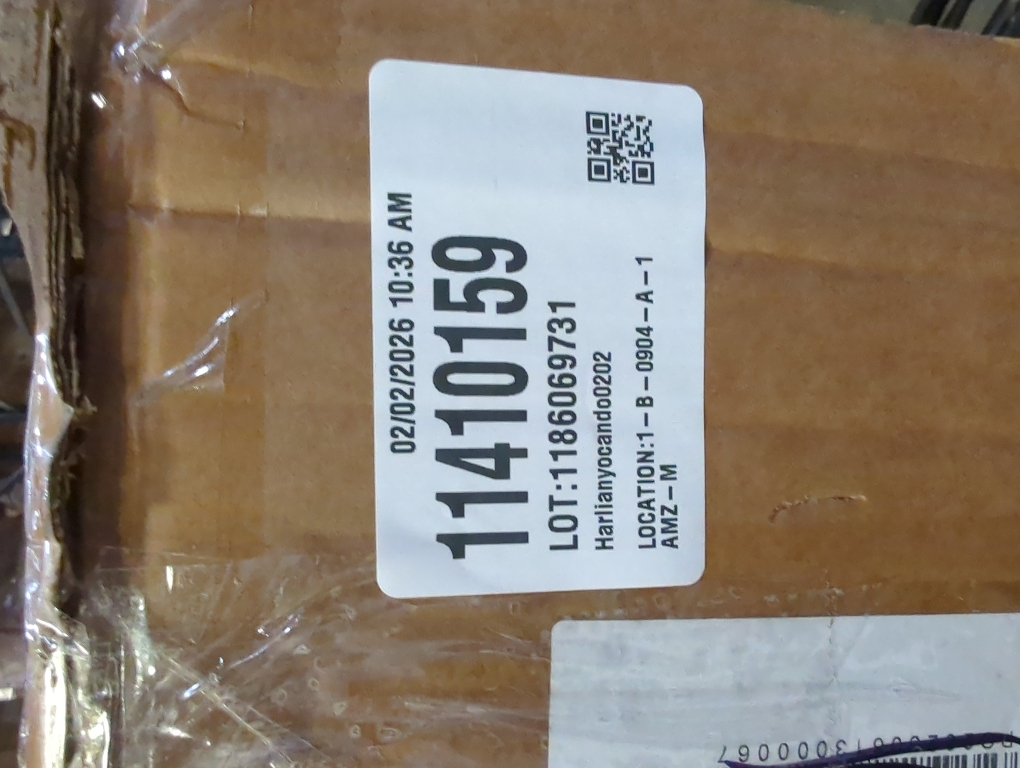 02/02/2026 10:36 AM
11410159
LOT:1186069731
Harlianyocando0202
LOCATION:1-B-0904-A-1
AMZ-M